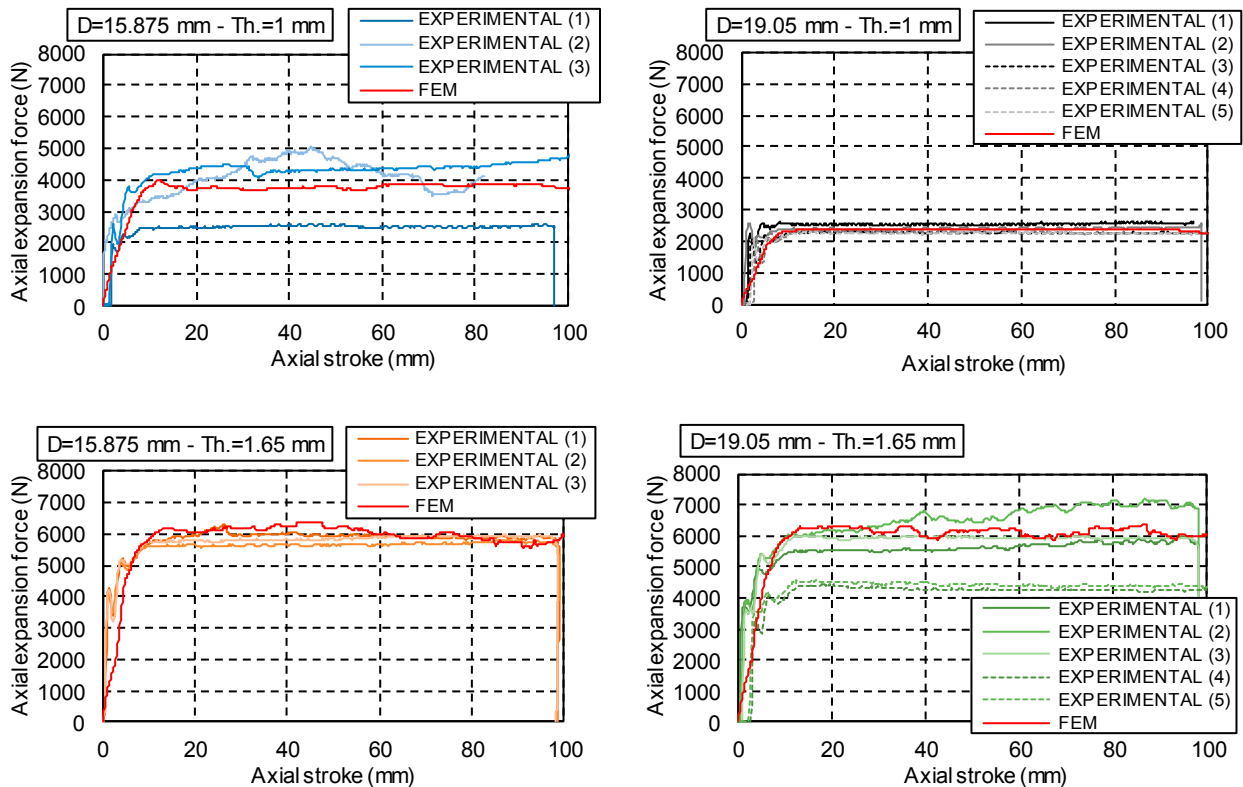 D=15.875 mm - Th.=1 mm
EXPERIMENTAL (1)
EXPERIMENTAL (2)
EXPERIMENTAL (3)
FEM
Axial expansion force (N)
8000
7000
6000
5000
4000
3000
2000
1000
0
0 20 40 60 80 100
Axial stroke (mm)
D=19.05 mm - Th.=1 mm
EXPERIMENTAL (1)
EXPERIMENTAL (2)
EXPERIMENTAL (3)
EXPERIMENTAL (4)
EXPERIMENTAL (5)
FEM
Axial expansion force (N)
8000
7000
6000
5000
4000
3000
2000
1000
0
0 20 40 60 80 100
Axial stroke (mm)
D=15.875 mm - Th.=1.65 mm
EXPERIMENTAL (1)
EXPERIMENTAL (2)
EXPERIMENTAL (3)
FEM
Axial expansion force (N)
8000
7000
6000
5000
4000
3000
2000
1000
0
0 20 40 60 80 100
Axial stroke (mm)
D=19.05 mm - Th.=1.65 mm
Axial expansion force (N)
8000
7000
6000
5000
4000
3000
2000
1000
0
EXPERIMENTAL (1)
EXPERIMENTAL (2)
EXPERIMENTAL (3)
EXPERIMENTAL (4)
EXPERIMENTAL (5)
FEM
0 20 40 60 80 100
Axial stroke (mm)